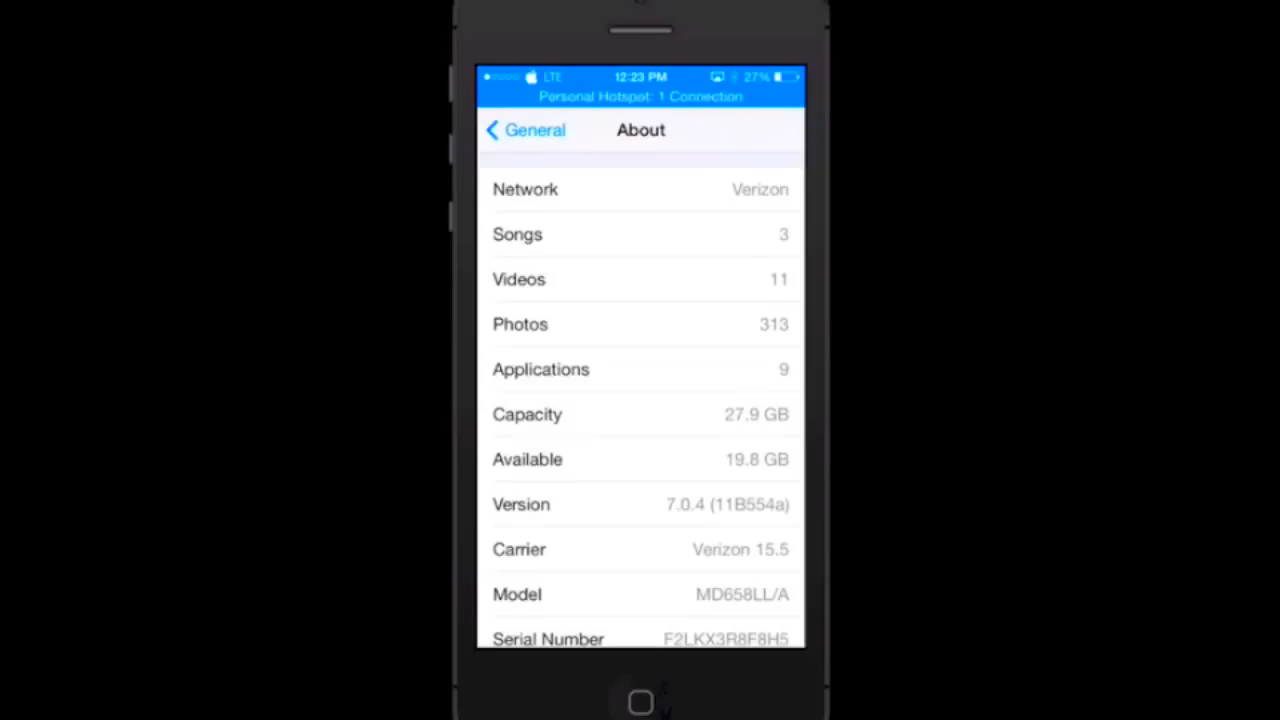 LTE 12:23 PM 27%
Personal Hotspot: 1 Connection
General About
Network Verizon
Songs 3
Videos 11
Photos 313
Applications 9
Capacity 27.9 GB
Available 19.8 GB
Version 7.0.4 (11B554a)
Carrier Verizon 15.5
Model MD658LL/A
Serial Number F2LKX3R8F8H5